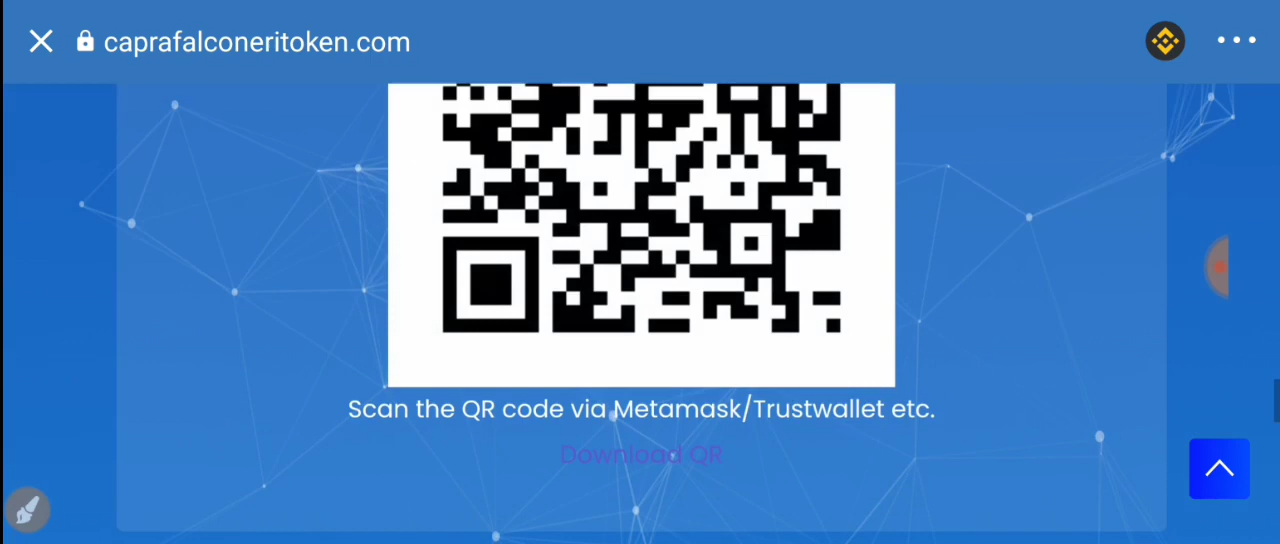 caprafalconeritoken.com
Scan the QR code via Metamask/Trustwallet etc.
Download QR